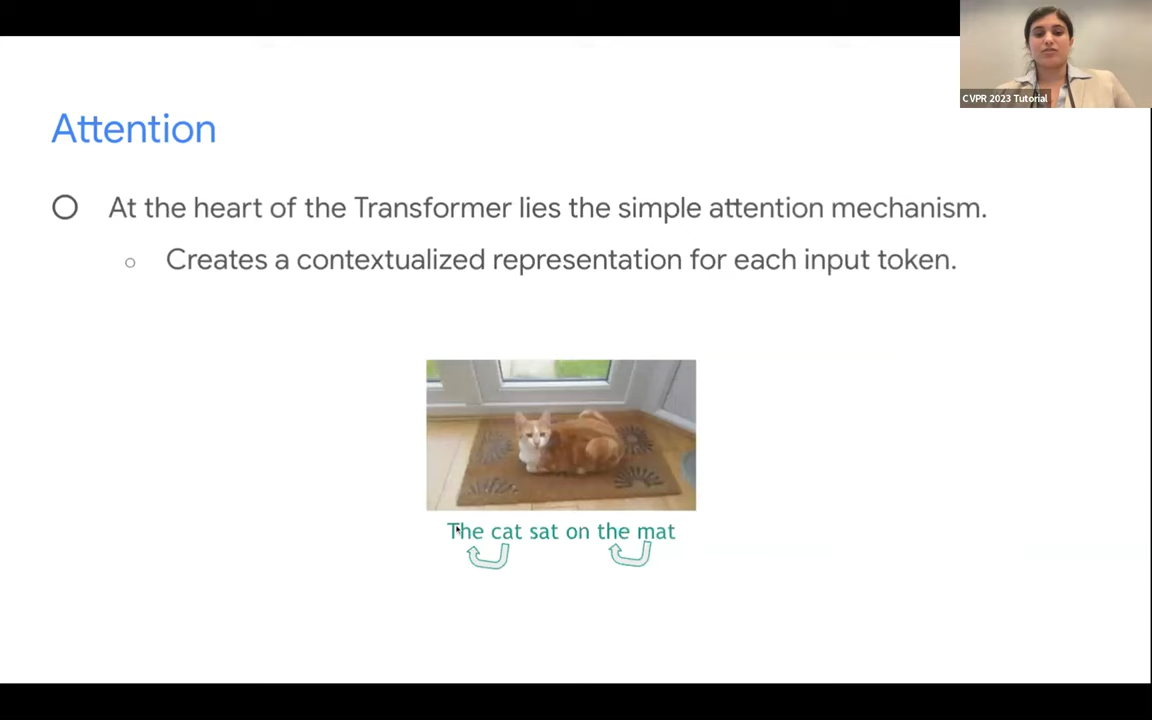 CVPR 2023 Tutorial
Attention
At the heart of the Transformer lies the simple attention mechanism.
Creates a contextualized representation for each input token.
The cat sat on the mat